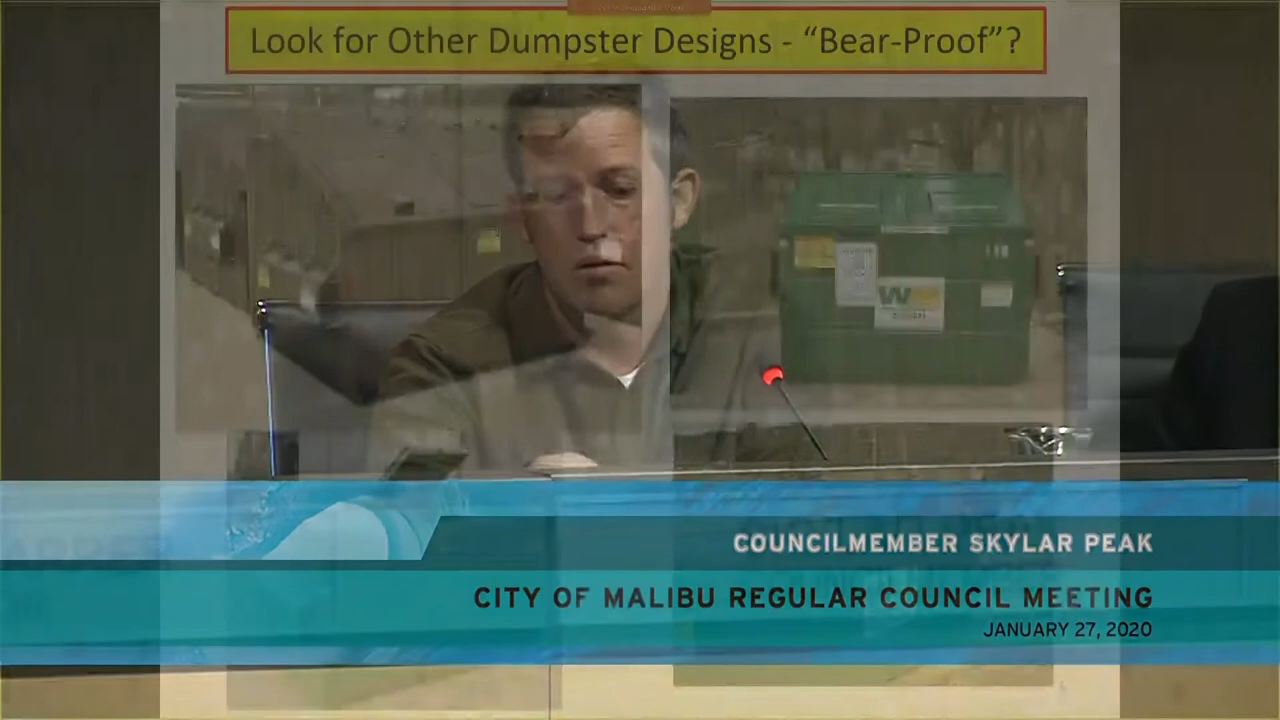 Look for Other Dumpster Designs - “Bear-Proof”?
W
COUNCILMEMBER SKYLAR PEAK
CITY OF MALIBU REGULAR COUNCIL MEETING
JANUARY 27, 2020